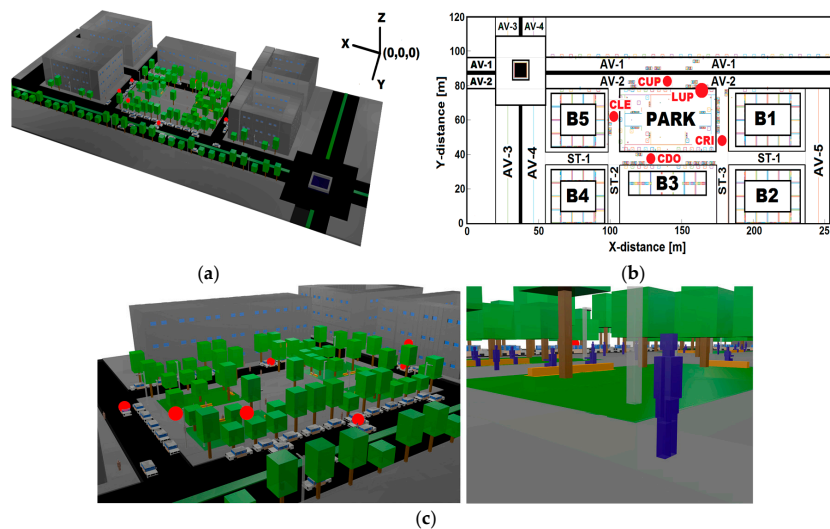 Z
X
(0,0,0)
Y
(a)
120
100
80
60
40
20
0
Y-distance [m]
AV-3
AV-4
AV-1
AV-1
AV-1
AV-2
AV-2
CUP
AV-2
LUP
CLE
B5
PARK
B1
CRI
AV-3
AV-4
ST-1
CDO
ST-1
AV-5
ST-2
B3
ST-3
B4
B2
0
50
100
150
200
250
X-distance [m]
(b)
(c)